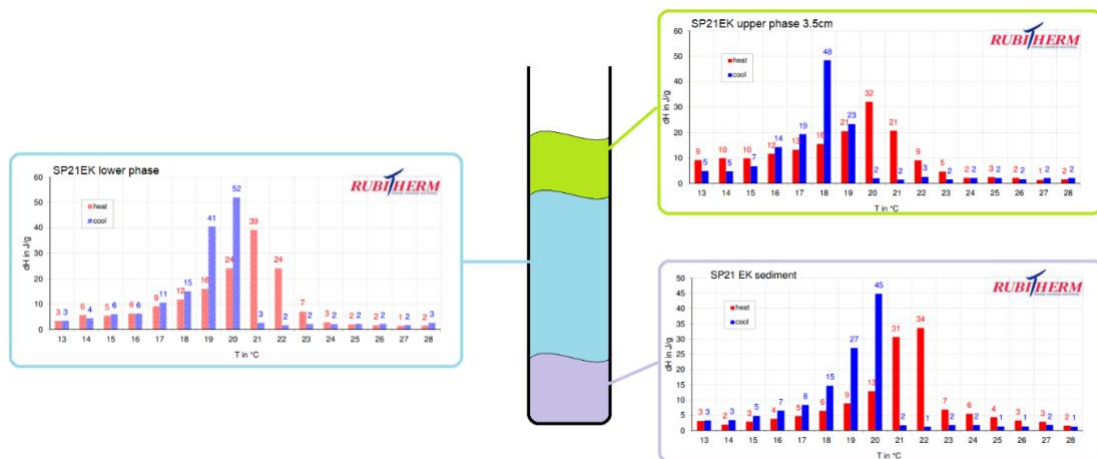 SP21EK upper phase 3.5cm
RUBITHERM
heat
cool
dH in J/g
60
50
40
30
20
10
0
9 5 10 5 10 7 12 14 13 19 16 48 21 23 32 2 21 2 9 3 5 2 2 2 3 2 2 2 1 2 2 2
13 14 15 16 17 18 19 20 21 22 23 24 25 26 27 28
T in °C
SP21EK lower phase
RUBITHERM
heat
cool
dH in J/g
60
50
40
30
20
10
0
3 3 6 4 5 6 6 6 9 11 12 15 16 41 24 52 39 3 24 2 7 2 3 2 2 2 2 2 1 2 2 3
13 14 15 16 17 18 19 20 21 22 23 24 25 26 27 28
T in °C
SP21 EK sediment
RUBITHERM
heat
cool
dH in J/g
50
45
40
35
30
25
20
15
10
5
0
3 3 2 3 3 5 4 7 5 8 6 15 9 27 13 45 31 2 34 1 7 2 6 2 4 1 3 1 3 2 2 1
13 14 15 16 17 18 19 20 21 22 23 24 25 26 27 28
T in °C